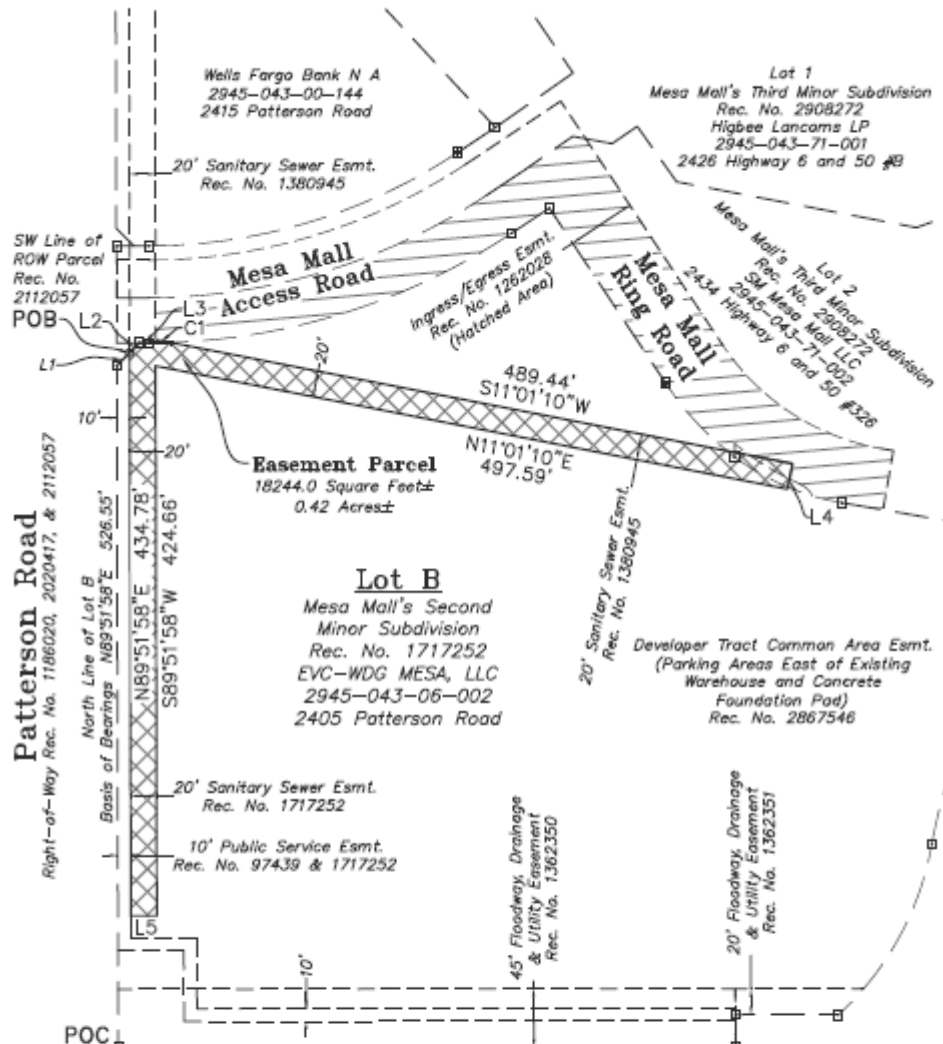 Wells Fargo Bank N A
2945-043-00-144
2415 Patterson Road
Lot 1
Mesa Mall's Third Minor Subdivision
Rec. No. 2908272
Higbee Lancoms LP
2945-043-71-001
2426 Highway 6 and 50 #B
20' Sanitary Sewer Esmt.
Rec. No. 1380945
SW Line of
ROW Parcel
Rec. No.
2112057
Mesa Mall
Access Road
Ingress/Egress Esmt.
Rec. No. 1262028
(Hatched Area)
Mesa Mall
Ring Road
Lot 2
Mesa Mall's Third Minor Subdivision
Rec. No. 2908272
SM Mesa Mall LLC
2945-043-71-002
2434 Highway 6 and 50 #326
POB
L2
L3
C1
L1
20'
489.44'
S11°01'10"W
N11°01'10"E
497.59'
10'
20'
Easement Parcel
18244.0 Square Feet±
0.42 Acres±
L4
20' Sanitary Sewer Esmt.
Rec. No. 1380945
Patterson Road
Right-of-Way Rec. No. 1186020, 2020417, & 2112057
North Line of Lot B
Basis of Bearings N89°51'58"E 526.55'
N89°51'58"E 434.78'
S89°51'58"W 424.66'
Lot B
Mesa Mall's Second
Minor Subdivision
Rec. No. 1717252
EVC-WDG MESA, LLC
2945-043-06-002
2405 Patterson Road
Developer Tract Common Area Esmt.
(Parking Areas East of Existing
Warehouse and Concrete
Foundation Pad)
Rec. No. 2867546
20' Sanitary Sewer Esmt.
Rec. No. 1717252
10' Public Service Esmt.
Rec. No. 97439 & 1717252
45' Floodway, Drainage
& Utility Easement
Rec. No. 1362350
20' Floodway, Drainage
& Utility Easement
Rec. No. 1362351
L5
10'
POC